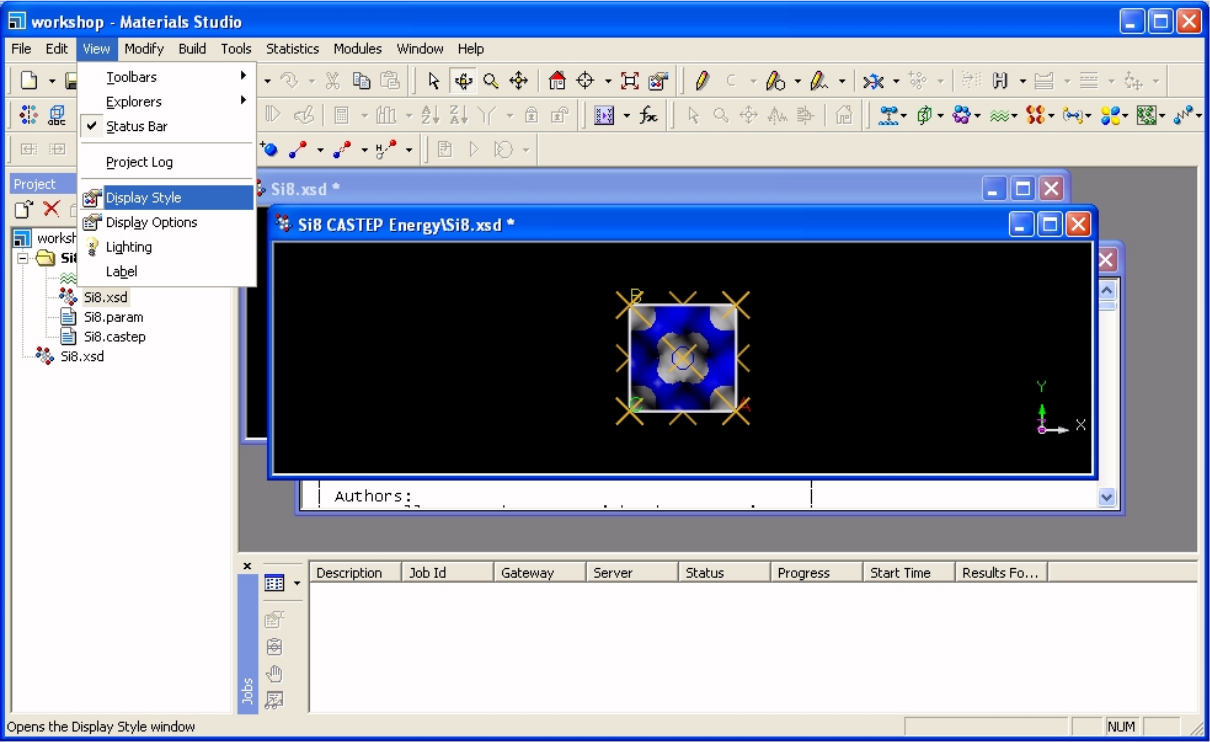 workshop - Materials Studio
File Edit View Modify Build Tools Statistics Modules Window Help
Toolbars
Explorers
Status Bar
Project Log
Display Style
Display Options
Lighting
Label
Project
Si8.xsd
Si8.param
Si8.castep
Si8.xsd
Si8.xsd *
Si8 CASTEP Energy\Si8.xsd *
B
C
A
Y
Z
X
| Authors: |
Description Job Id Gateway Server Status Progress Start Time Results Fo...
Jobs
Opens the Display Style window
NUM